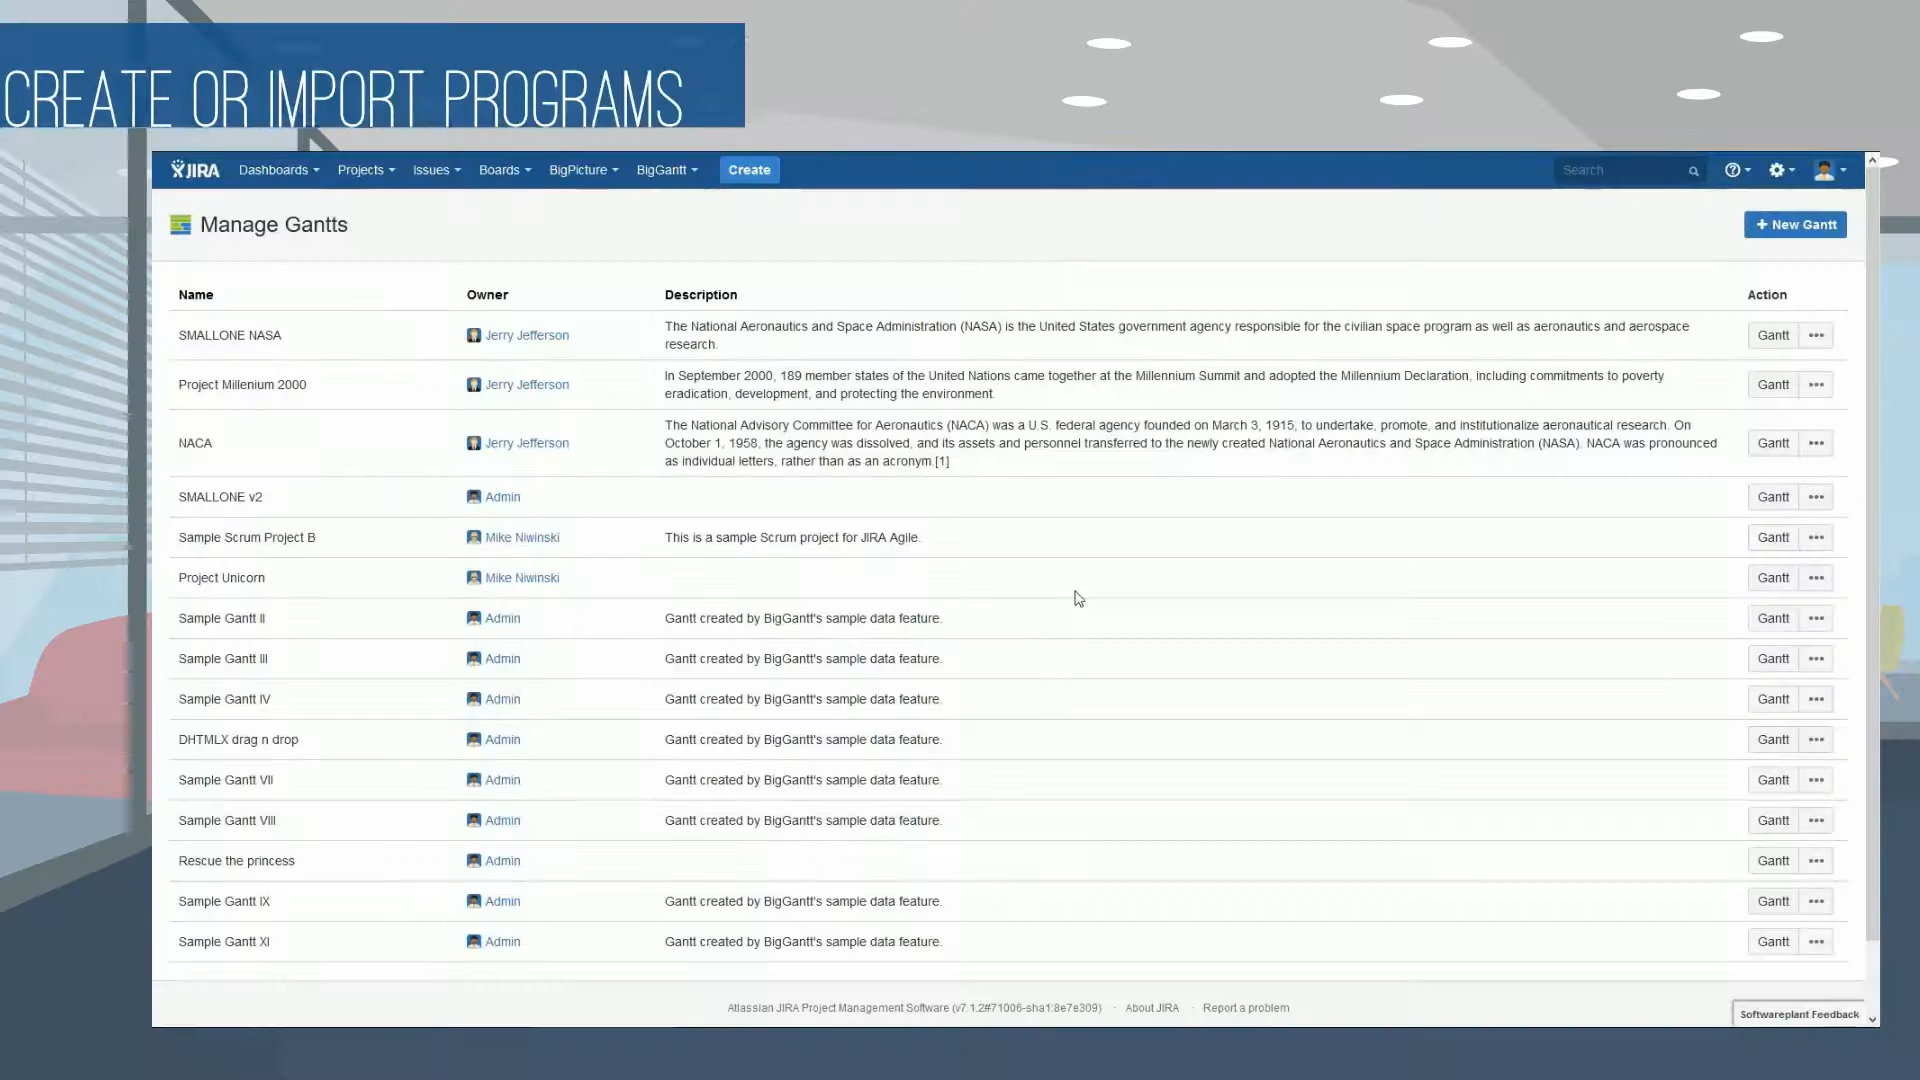 CREATE OR IMPORT PROGRAMS
JIRA Dashboards Projects Issues Boards BigPicture BigGantt Create Search
Manage Gantts
+ New Gantt
Name Owner Description Action
SMALLONE NASA Jerry Jefferson The National Aeronautics and Space Administration (NASA) is the United States government agency responsible for the civilian space program as well as aeronautics and aerospace Gantt
research.
Project Millenium 2000 Jerry Jefferson In September 2000, 189 member states of the United Nations came together at the Millennium Summit and adopted the Millennium Declaration, including commitments to poverty Gantt
eradication, development, and protecting the environment.
The National Advisory Committee for Aeronautics (NACA) was a U.S. federal agency founded on March 3, 1915, to undertake, promote, and institutionalize aeronautical research. On
NACA Jerry Jefferson October 1, 1958, the agency was dissolved, and its assets and personnel transferred to the newly created National Aeronautics and Space Administration (NASA). NACA was pronounced Gantt
as individual letters, rather than as an acronym.[1]
SMALLONE v2 Admin Gantt
Sample Scrum Project B Mike Niwinski This is a sample Scrum project for JIRA Agile. Gantt
Project Unicorn Mike Niwinski Gantt
Sample Gantt II Admin Gantt created by BigGantt's sample data feature. Gantt
Sample Gantt III Admin Gantt created by BigGantt's sample data feature. Gantt
Sample Gantt IV Admin Gantt created by BigGantt's sample data feature. Gantt
DHTMLX drag n drop Admin Gantt created by BigGantt's sample data feature. Gantt
Sample Gantt VII Admin Gantt created by BigGantt's sample data feature. Gantt
Sample Gantt VIII Admin Gantt created by BigGantt's sample data feature. Gantt
Rescue the princess Admin Gantt
Sample Gantt IX Admin Gantt created by BigGantt's sample data feature. Gantt
Sample Gantt XI Admin Gantt created by BigGantt's sample data feature. Gantt
Atlassian JIRA Project Management Software (v7.1.2#71006-sha1:8e7e309) · About JIRA · Report a problem
Softwareplant Feedback